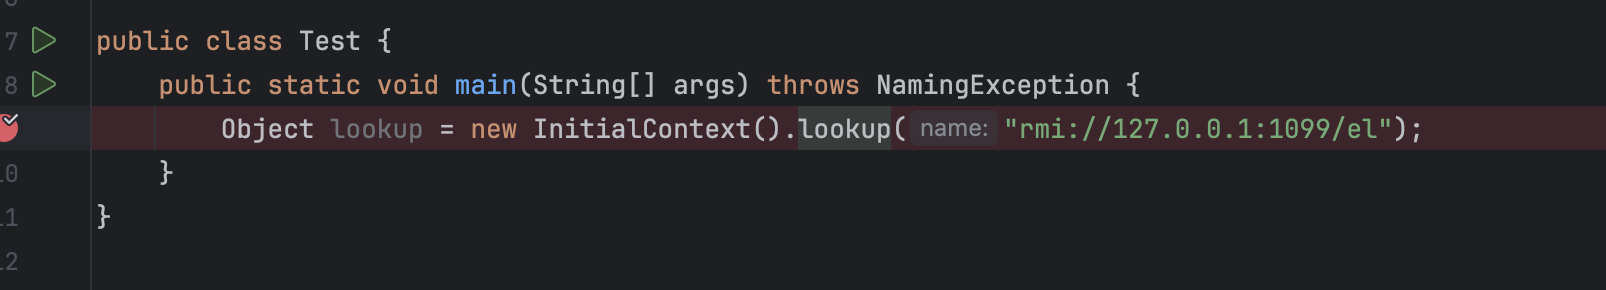 7 public class Test {
8 public static void main(String[] args) throws NamingException {
Object lookup = new InitialContext().lookup( name: "rmi://127.0.0.1:1099/el");
10 }
11 }
12